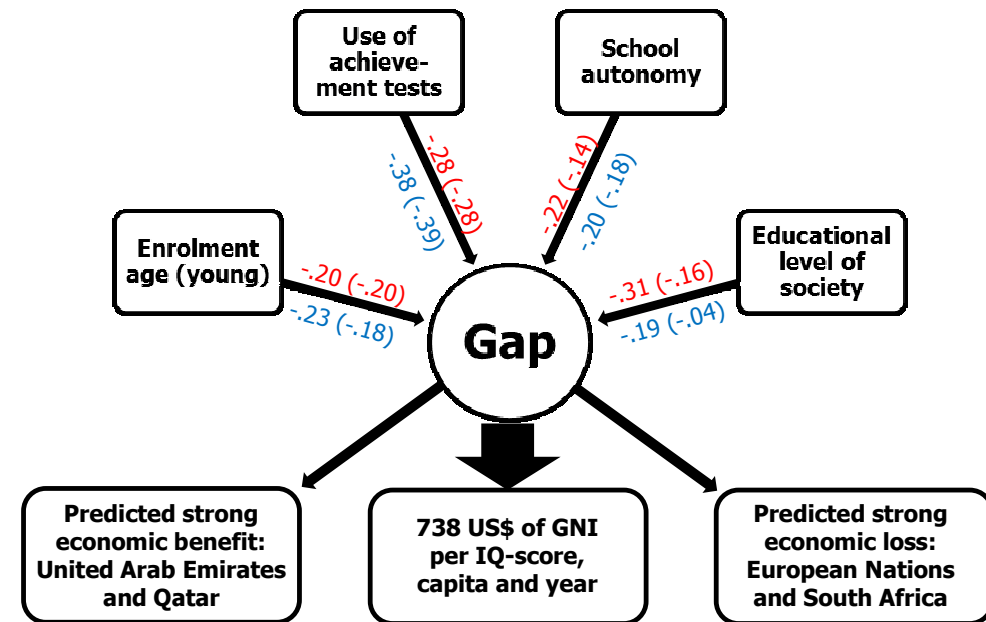 Use of
achieve-
ment tests
School
autonomy
-.28 (-.28)
-.38 (-.39)
-.22 (-.14)
-.20 (-.18)
Enrolment
age (young)
Educational
level of
society
-.20 (-.20)
-.23 (-.18)
-.31 (-.16)
-.19 (-.04)
Gap
Predicted strong
economic benefit:
United Arab Emirates
and Qatar
738 US$ of GNI
per IQ-score,
capita and year
Predicted strong
economic loss:
European Nations
and South Africa